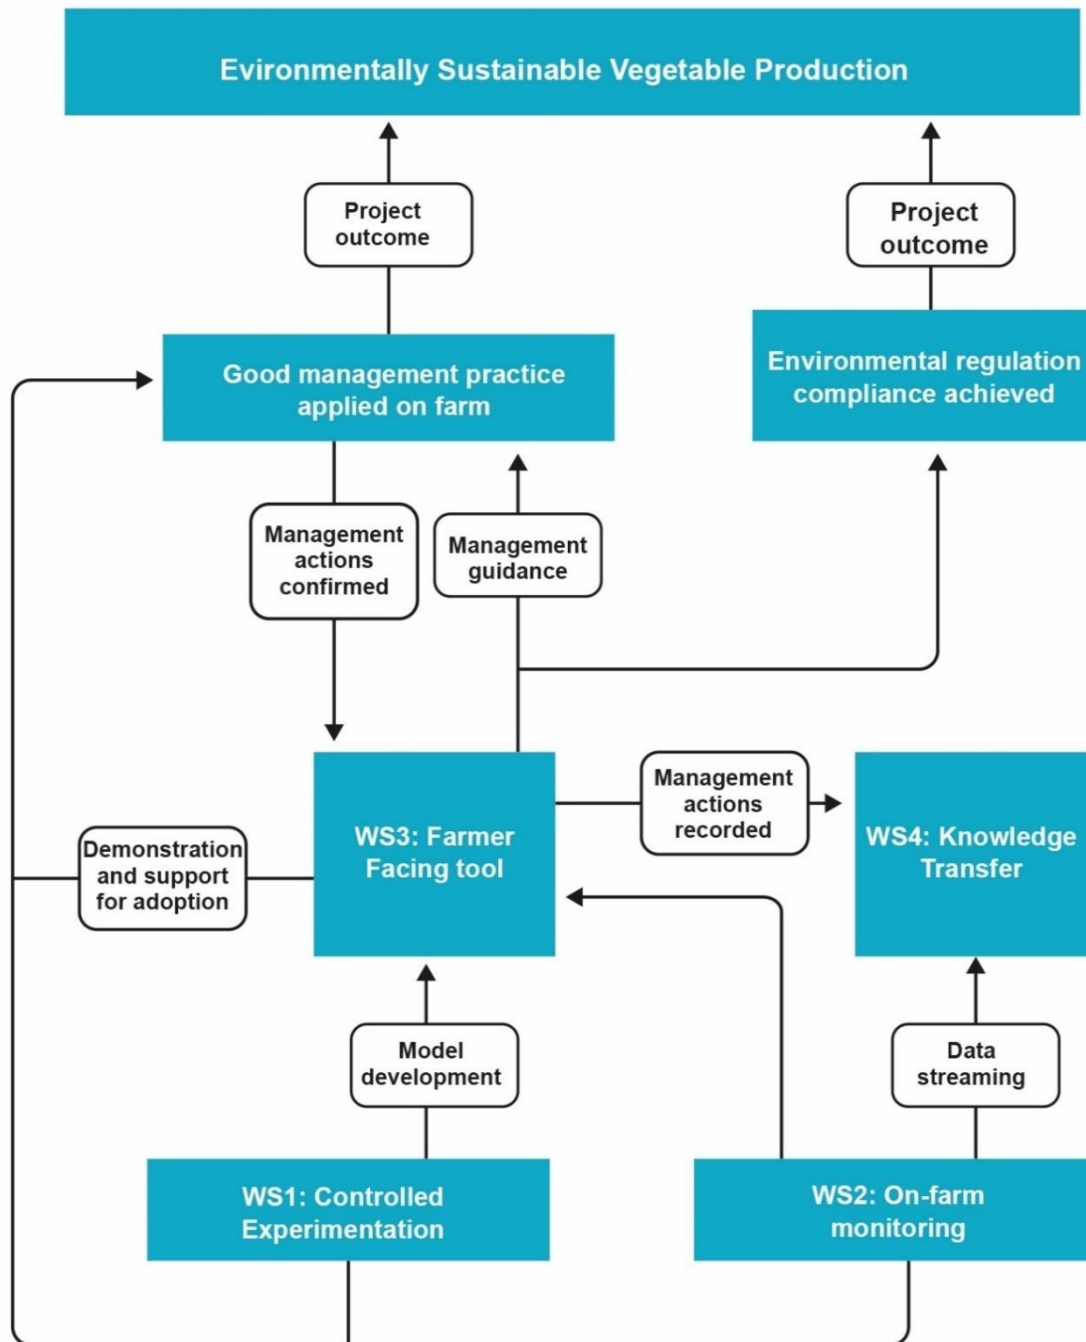 Evironmentally Sustainable Vegetable Production
Project
outcome
Project
outcome
Good management practice
applied on farm
Environmental regulation
compliance achieved
Management
actions
confirmed
Management
guidance
WS3: Farmer
Facing tool
Management
actions
recorded
WS4: Knowledge
Transfer
Demonstration
and support
for adoption
Model
development
Data
streaming
WS1: Controlled
Experimentation
WS2: On-farm
monitoring